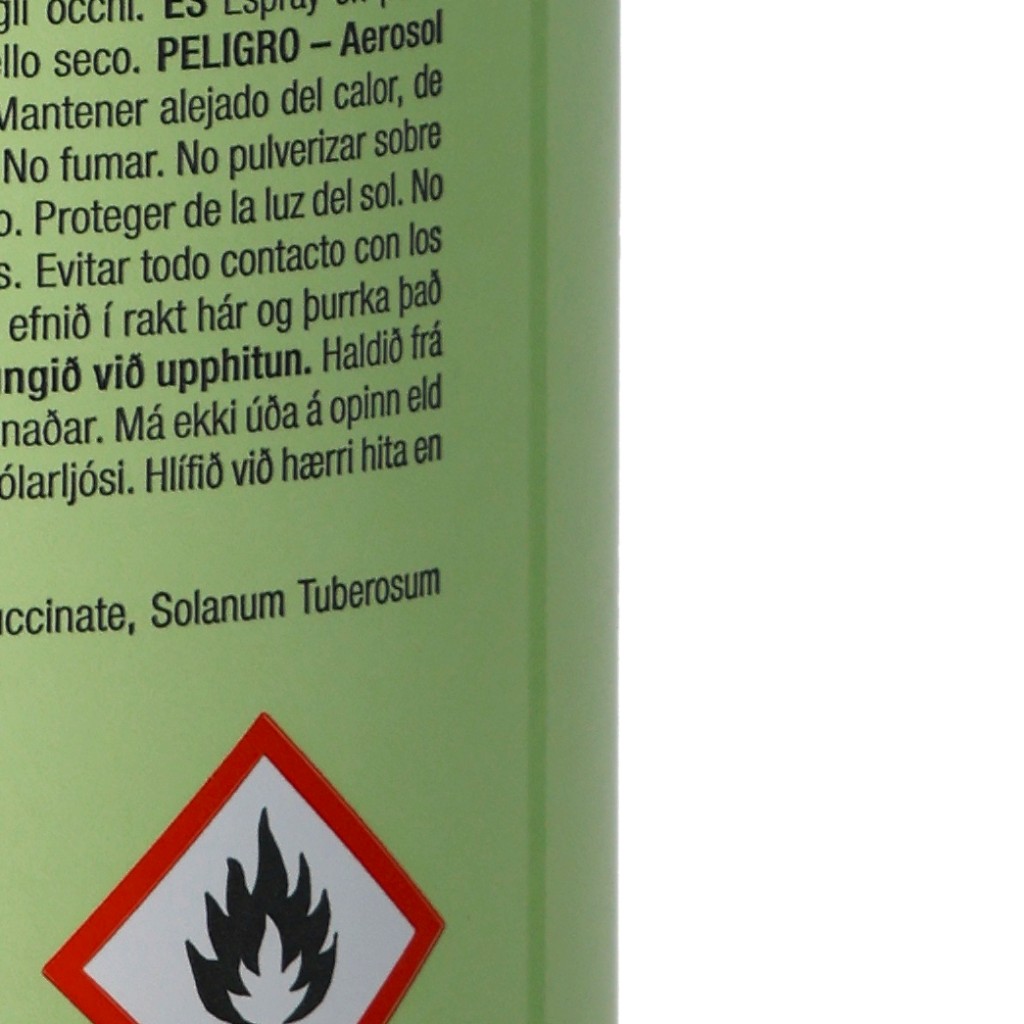 gli occhi. ES Espray
ello seco. PELIGRO – Aerosol
Mantener alejado del calor, de
No fumar. No pulverizar sobre
o. Proteger de la luz del sol. No
s. Evitar todo contacto con los
efnið í rakt hár og þurrka það
ngið við upphitun. Haldið frá
naðar. Má ekki úða á opinn eld
ólarljósi. Hlífið við hærri hita en
uccinate, Solanum Tuberosum